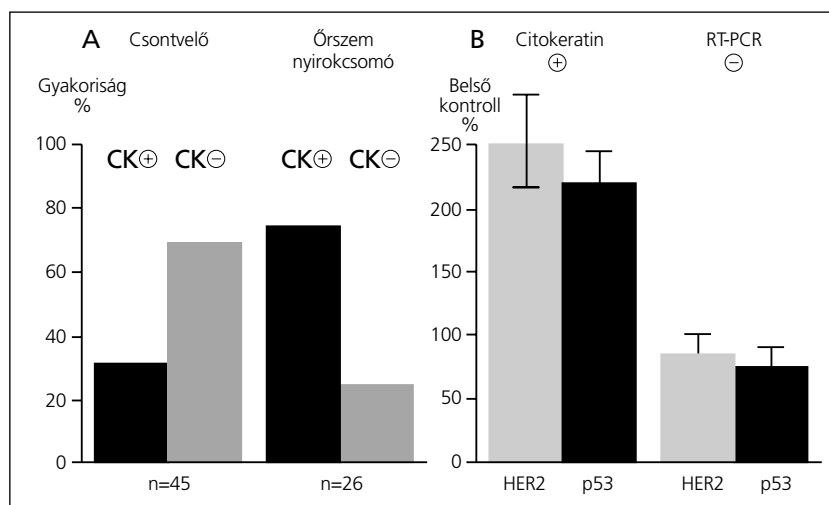 A
Csontvelő
Őrszem
nyirokcsomó
Gyakoriság
%
CK⊕
CK⊖
CK⊕
CK⊖
100
80
60
40
20
0
n=45
n=26
B
Citokeratin
⊕
RT-PCR
⊖
Belső
kontroll
%
250
200
150
100
50
0
HER2
p53
HER2
p53